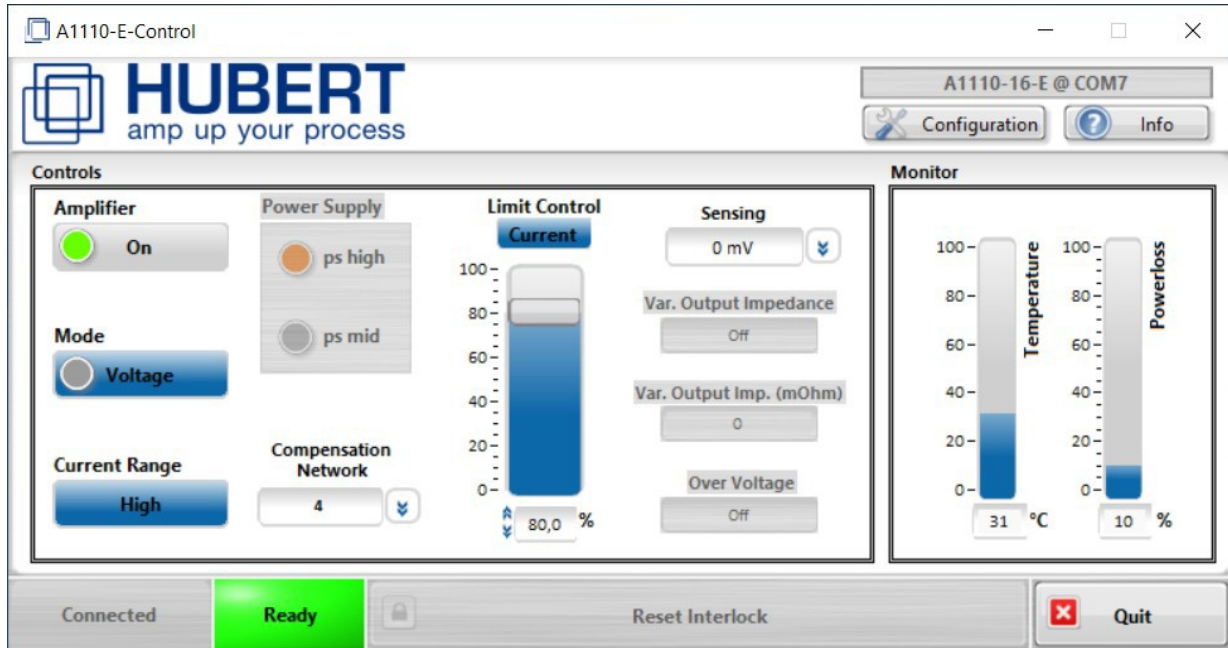 A1110-E-Control
HUBERT
amp up your process
A1110-16-E @ COM7
Configuration
Info
Controls
Monitor
Amplifier
On
Mode
Voltage
Current Range
High
Power Supply
ps high
ps mid
Compensation
Network
4
Limit Control
Current
100
80
60
40
20
0
80,0 %
Sensing
0 mV
Var. Output Impedance
Off
Var. Output Imp. (mOhm)
0
Over Voltage
Off
100
80
60
40
20
0
Temperature
31 °C
100
80
60
40
20
0
Powerloss
10 %
Connected
Ready
Reset Interlock
Quit